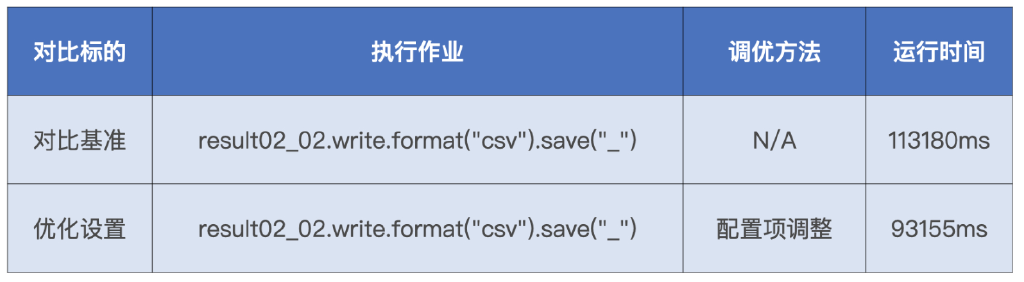 对比标的 执行作业 调优方法 运行时间
对比基准 result02_02.write.format("csv").save("_") N/A 113180ms
优化设置 result02_02.write.format("csv").save("_") 配置项调整 93155ms